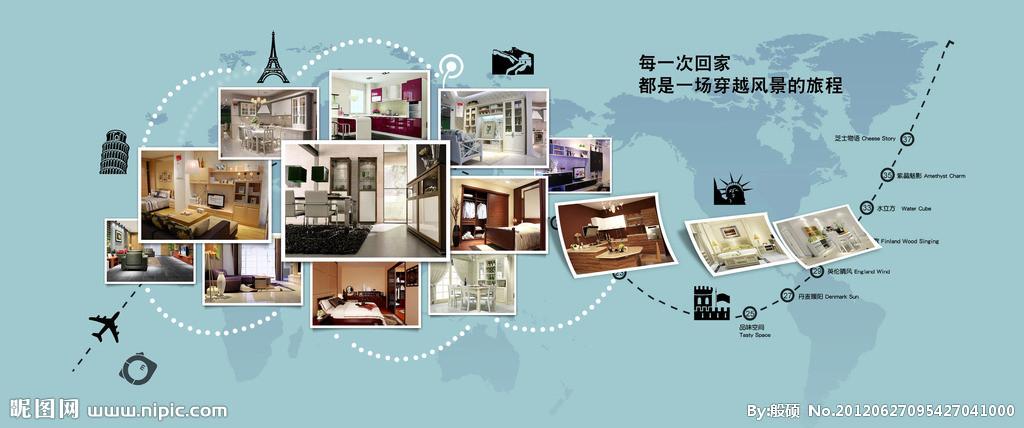 每一次回家
都是一场穿越风景的旅程
芝士物语 Cheese Story
37
35
紫晶魅影 Amethyst Charm
33
水立方 Water Cube
Finland Wood Singing
29
英伦晴风 England Wind
27
丹麦暖阳 Denmark Sun
25
品味空间
Tasty Space
昵图网 www.nipic.com
By:般硕 No.20120627095427041000